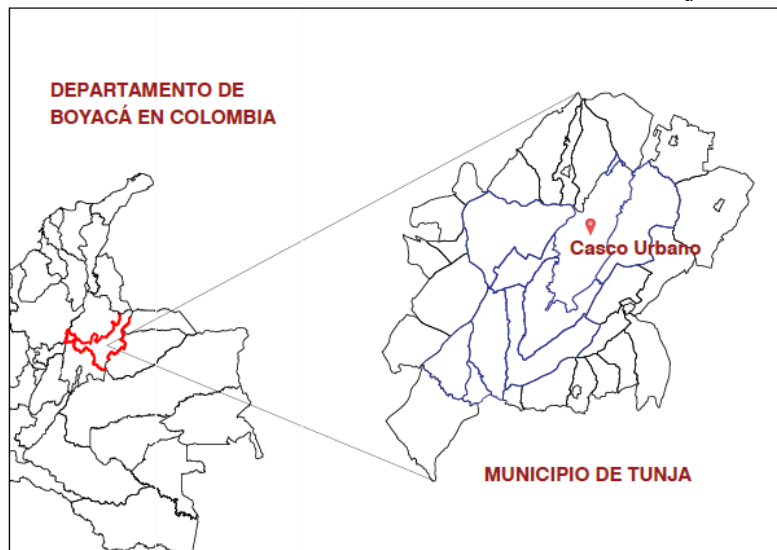 DEPARTAMENTO DE
BOYACÁ EN COLOMBIA
Casco Urbano
MUNICIPIO DE TUNJA